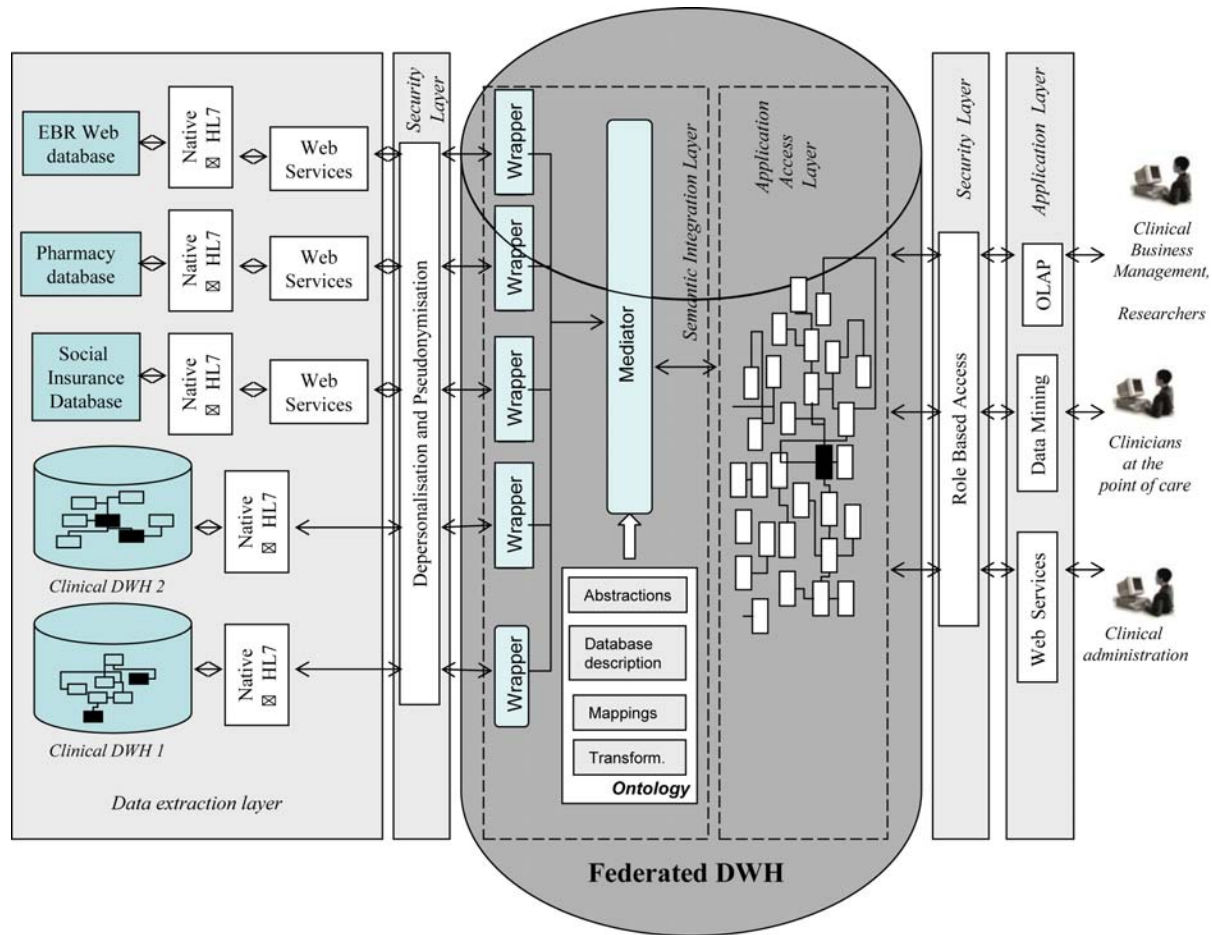 EBR Web
database
Native
☒ HL7
Web
Services
Pharmacy
database
Native
☒ HL7
Web
Services
Social
Insurance
Database
Native
☒ HL7
Web
Services
Clinical DWH 2
Native
☒ HL7
Clinical DWH 1
Native
☒ HL7
Data extraction layer
Security
Layer
Depersonalisation and Pseudonymisation
Wrapper
Wrapper
Wrapper
Wrapper
Wrapper
Mediator
Semantic Integration Layer
Abstractions
Database
description
Mappings
Transform.
Ontology
Application
Access
Layer
Federated DWH
Security Layer
Role Based Access
Application Layer
OLAP
Data Mining
Web Services
Clinical
Business
Management,
Researchers
Clinicians
at the
point of care
Clinical
administration